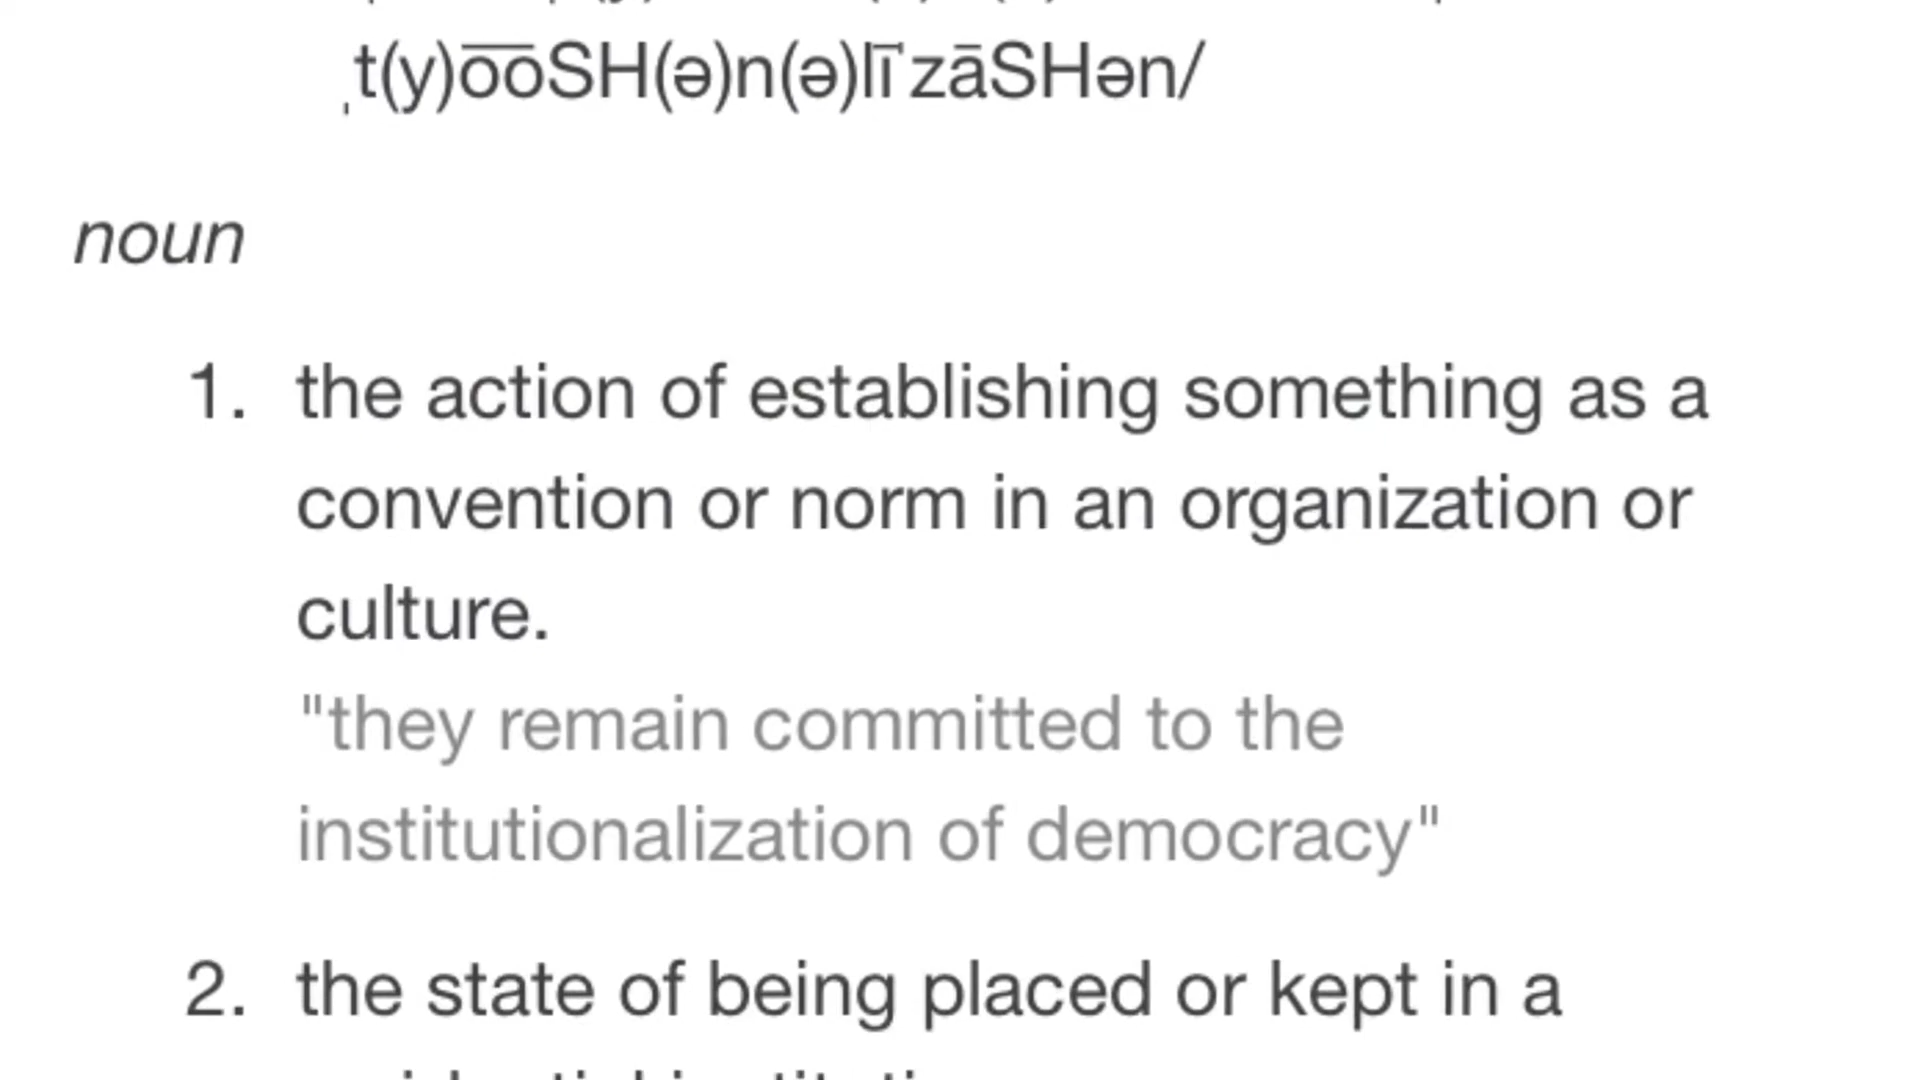 ˌt(y)o͞oSH(ə)n(ə)līˈzāSHən/
noun
1. the action of establishing something as a
convention or norm in an organization or
culture.
"they remain committed to the
institutionalization of democracy"
2. the state of being placed or kept in a